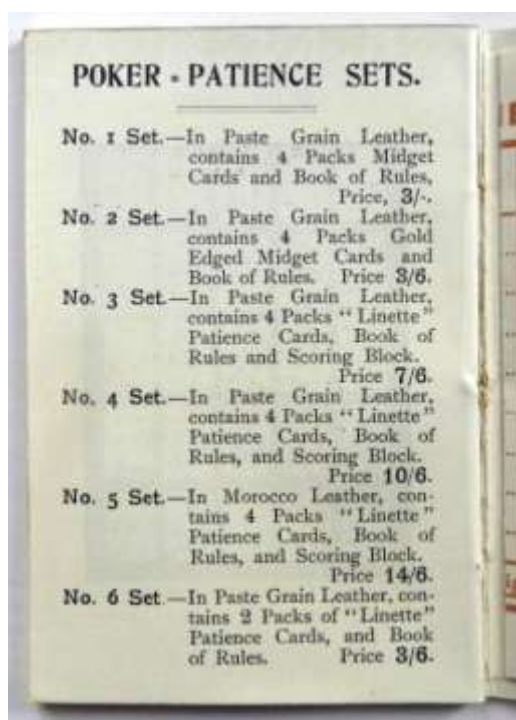 POKER - PATIENCE SETS.
No. 1 Set.—In Paste Grain Leather,
contains 4 Packs Midget
Cards and Book of Rules,
Price, 3/-.
No. 2 Set.—In Paste Grain Leather,
contains 4 Packs Gold
Edged Midget Cards and
Book of Rules. Price 3/6.
No. 3 Set.—In Paste Grain Leather,
contains 4 Packs "Linette"
Patience Cards, Book of
Rules and Scoring Block.
Price 7/6.
No. 4 Set.—In Paste Grain Leather,
contains 4 Packs "Linette"
Patience Cards, Book of
Rules, and Scoring Block.
Price 10/6.
No. 5 Set.—In Morocco Leather, con-
tains 4 Packs "Linette"
Patience Cards, Book of
Rules, and Scoring Block.
Price 14/6.
No. 6 Set.—In Paste Grain Leather, con-
tains 2 Packs of "Linette"
Patience Cards, and Book
of Rules. Price 3/6.